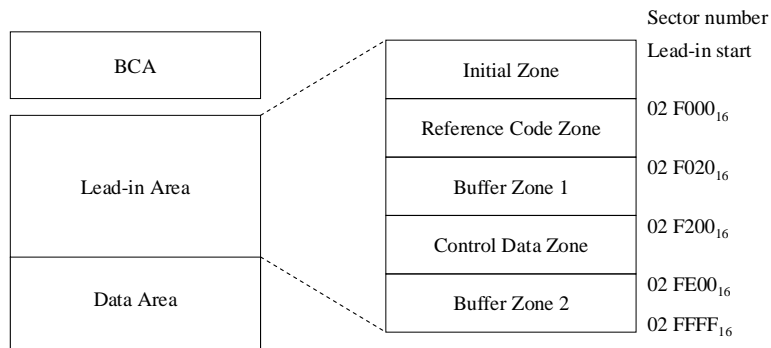 Sector number
BCA
Lead-in start
Initial Zone
02 F000₁₆
Reference Code Zone
02 F020₁₆
Lead-in Area
Buffer Zone 1
02 F200₁₆
Control Data Zone
02 FE00₁₆
Data Area
Buffer Zone 2
02 FFFF₁₆